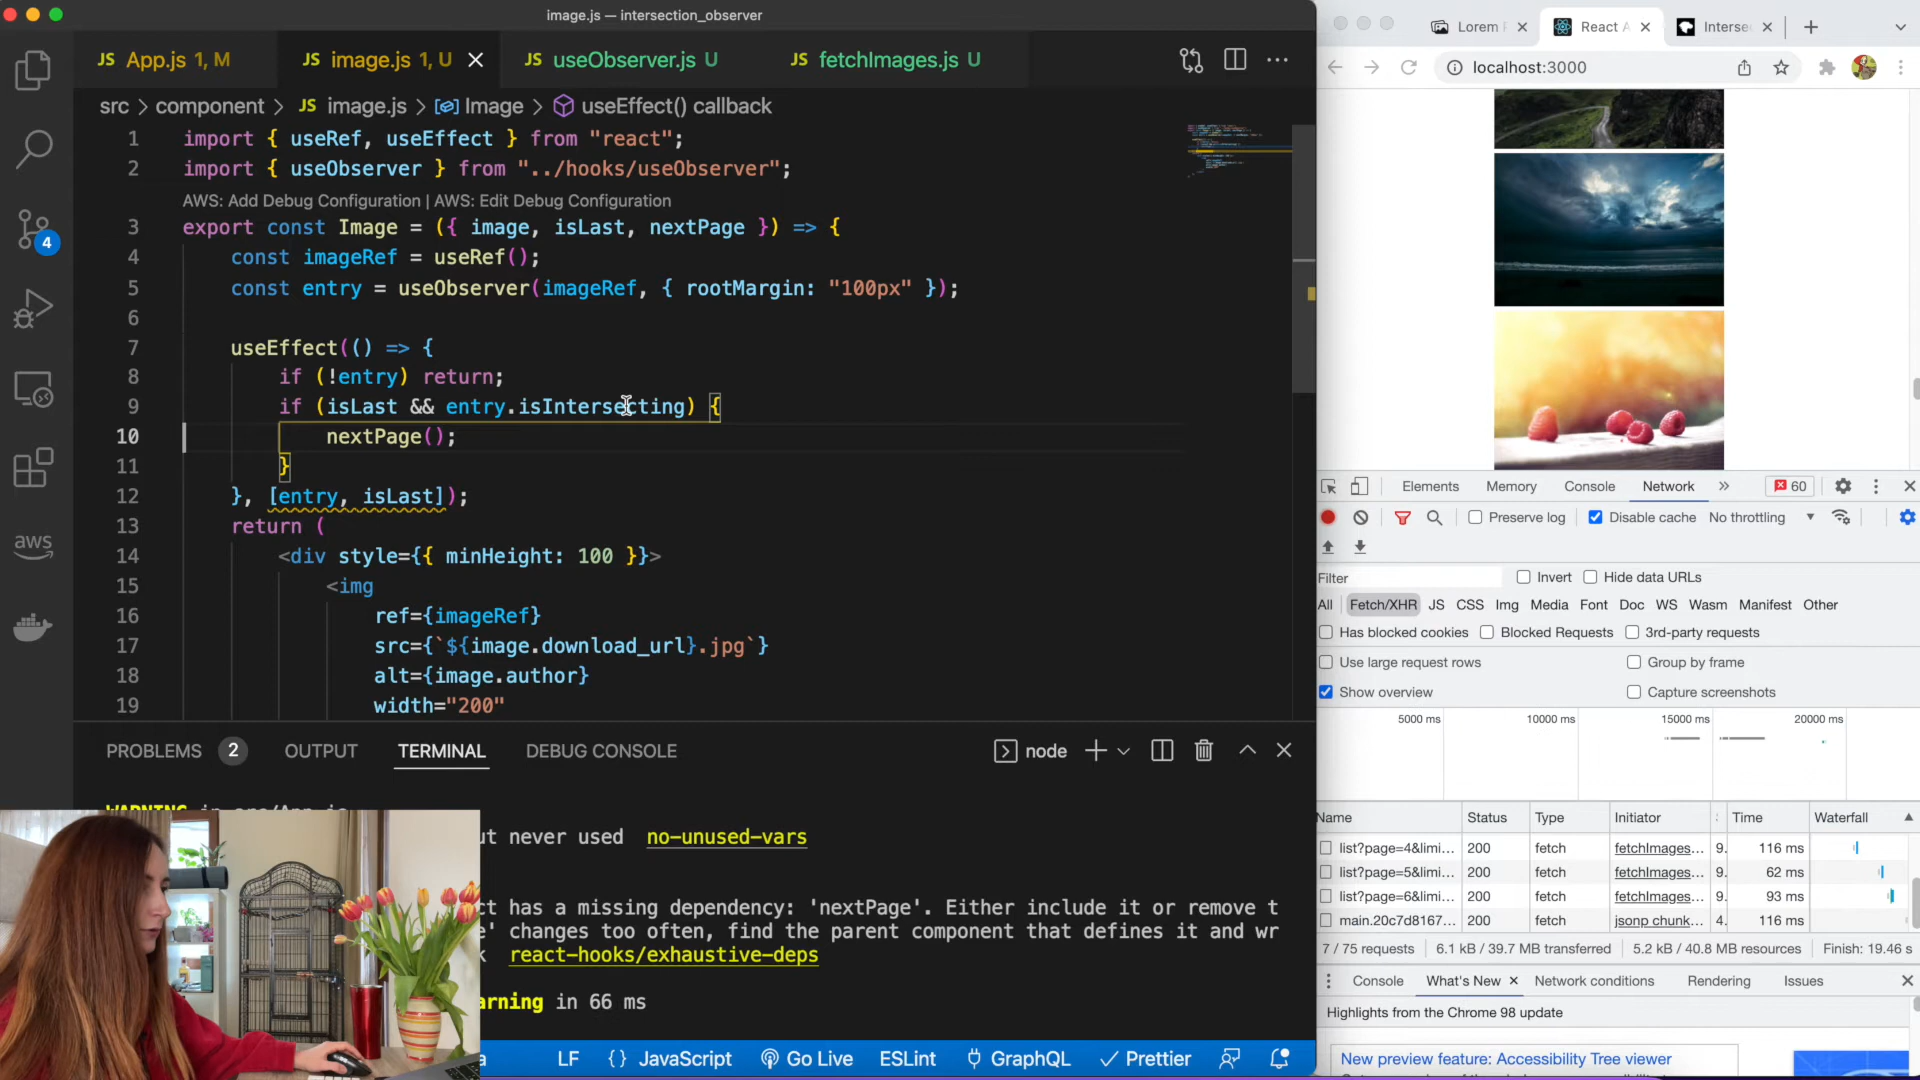 image.js — intersection_observer
JS App.js 1, M
JS image.js 1, U
JS useObserver.js U
JS fetchImages.js U
src > component > JS image.js > Image > useEffect() callback
1 import { useRef, useEffect } from "react";
2 import { useObserver } from "../hooks/useObserver";
AWS: Add Debug Configuration | AWS: Edit Debug Configuration
3 export const Image = ({ image, isLast, nextPage }) => {
4 const imageRef = useRef();
5 const entry = useObserver(imageRef, { rootMargin: "100px" });
6
7 useEffect(() => {
8 if (!entry) return;
9 if (isLast && entry.isIntersecting) {
10 nextPage();
11 }
12 }, [entry, isLast]);
13 return (
14 <div style={{ minHeight: 100 }}>
15 <img
16 ref={imageRef}
17 src={`${image.download_url}.jpg`}
18 alt={image.author}
19 width="200"
4
aws
PROBLEMS 2 OUTPUT TERMINAL DEBUG CONSOLE
node
WARNING in src/App.js
ut never used no-unused-vars
ct has a missing dependency: 'nextPage'. Either include it or remove t
e' changes too often, find the parent component that defines it and wr
k react-hooks/exhaustive-deps
arning in 66 ms
LF {} JavaScript Go Live ESLint GraphQL Prettier
Lorem
React A
Interse
localhost:3000
Elements Memory Console Network 60
Preserve log Disable cache No throttling
Filter Invert Hide data URLs
All Fetch/XHR JS CSS Img Media Font Doc WS Wasm Manifest Other
Has blocked cookies Blocked Requests 3rd-party requests
Use large request rows Group by frame
Show overview Capture screenshots
5000 ms 10000 ms 15000 ms 20000 ms
Name Status Type Initiator Time Waterfall
list?page=4&limi... 200 fetch fetchImages... 9. 116 ms
list?page=5&limi... 200 fetch fetchImages... 9. 62 ms
list?page=6&limi... 200 fetch fetchImages... 9. 93 ms
main.20c7d8167... 200 fetch jsonp chunk... 4. 116 ms
7 / 75 requests 6.1 kB / 39.7 MB transferred 5.2 kB / 40.8 MB resources Finish: 19.46 s
Console What's New Network conditions Rendering Issues
Highlights from the Chrome 98 update
New preview feature: Accessibility Tree viewer